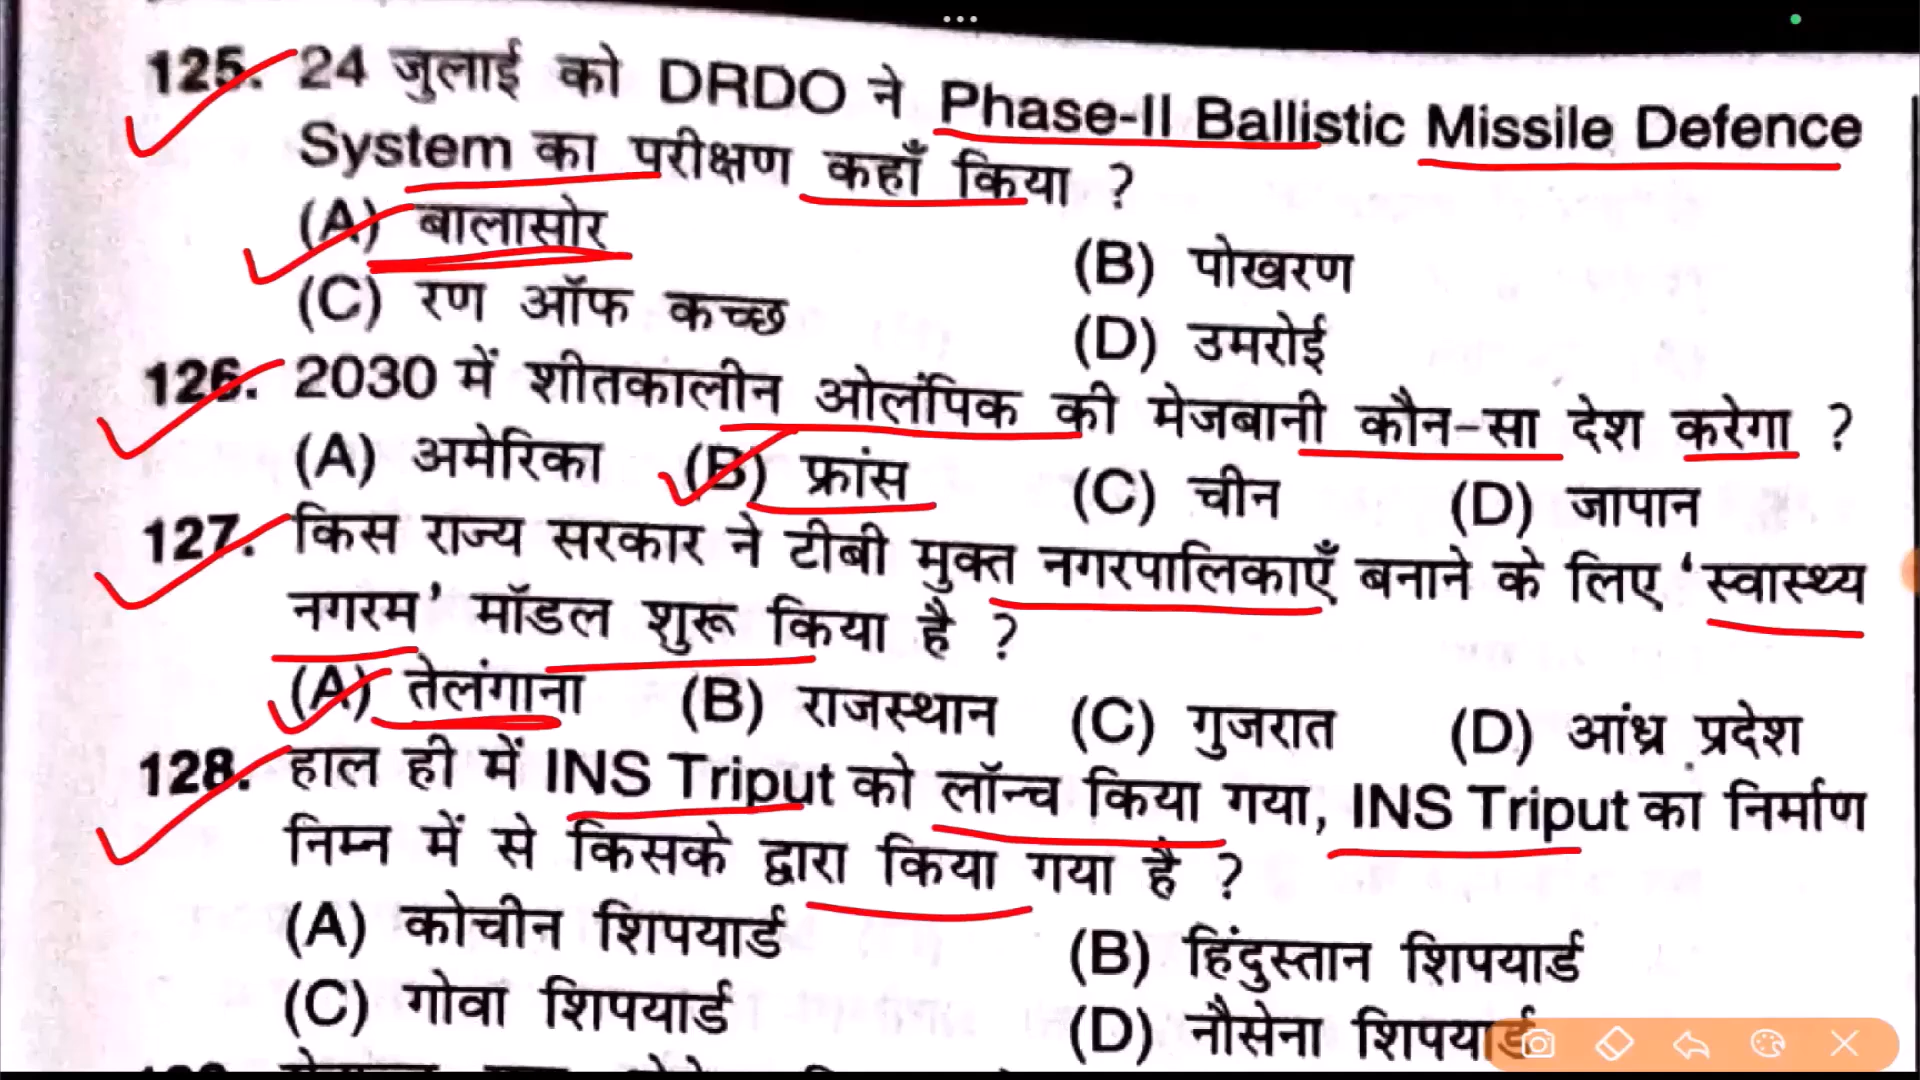 125. 24 जुलाई को DRDO ने Phase-II Ballistic Missile Defence
System का परीक्षण कहाँ किया ?
(A) बालासोर (B) पोखरण
(C) रण ऑफ कच्छ (D) उमरोई
126. 2030 में शीतकालीन ओलंपिक की मेजबानी कौन-सा देश करेगा ?
(A) अमेरिका (B) फ्रांस (C) चीन (D) जापान
127. किस राज्य सरकार ने टीबी मुक्त नगरपालिकाएँ बनाने के लिए ‘स्वास्थ्य
नगरम’ मॉडल शुरू किया है ?
(A) तेलंगाना (B) राजस्थान (C) गुजरात (D) आंध्र प्रदेश
128. हाल ही में INS Triput को लॉन्च किया गया, INS Triput का निर्माण
निम्न में से किसके द्वारा किया गया है ?
(A) कोचीन शिपयार्ड (B) हिंदुस्तान शिपयार्ड
(C) गोवा शिपयार्ड (D) नौसेना शिपयार्ड